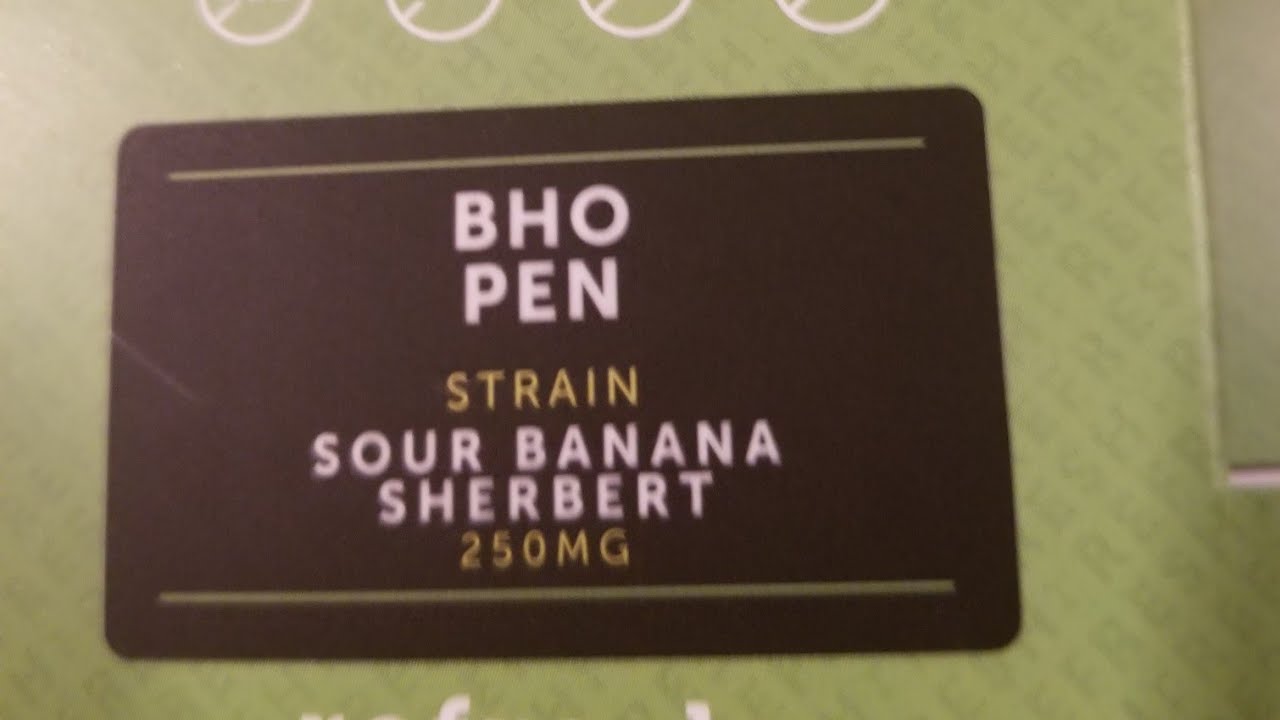 BHO
PEN
STRAIN
SOUR BANANA
SHERBERT
250MG